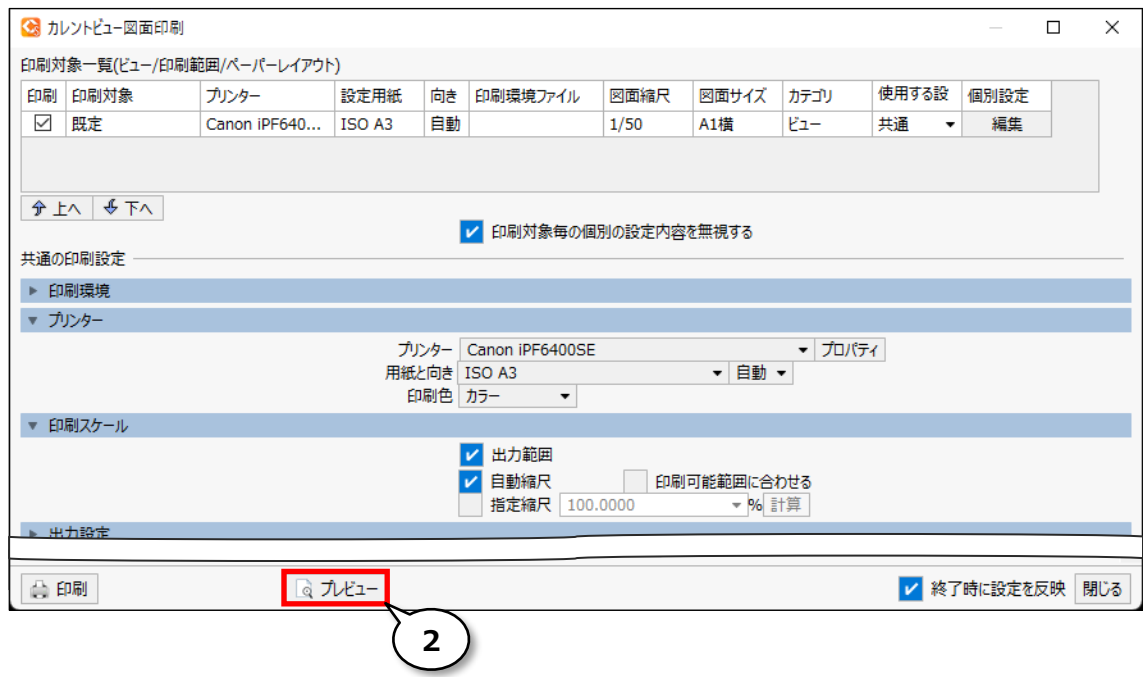 カレントビュー図面印刷
印刷対象一覧(ビュー/印刷範囲/ペーパーレイアウト)
印刷 印刷対象 プリンター 設定用紙 向き 印刷環境ファイル 図面縮尺 図面サイズ カテゴリ 使用する設 個別設定
既定 Canon iPF640... ISO A3 自動 1/50 A1横 ビュー 共通 編集
上へ 下へ
印刷対象毎の個別の設定内容を無視する
共通の印刷設定
印刷環境
プリンター
プリンター Canon iPF6400SE プロパティ
用紙と向き ISO A3 自動
印刷色 カラー
印刷スケール
出力範囲
自動縮尺 印刷可能範囲に合わせる
指定縮尺 100.0000 % 計算
出力設定
印刷 プレビュー 終了時に設定を反映 閉じる
2